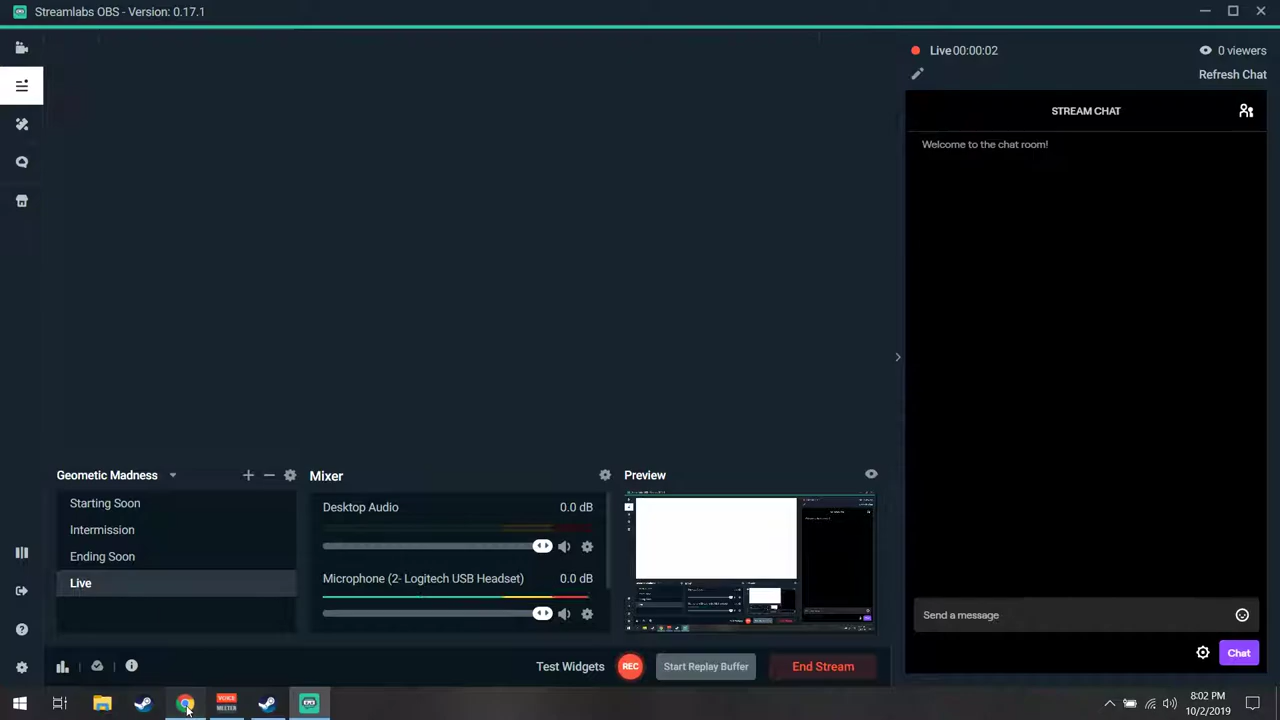 Streamlabs OBS - Version: 0.17.1
Live 00:00:02
0 viewers
Refresh Chat
STREAM CHAT
Welcome to the chat room!
Geometic Madness
Starting Soon
Intermission
Ending Soon
Live
Mixer
Desktop Audio 0.0 dB
Microphone (2- Logitech USB Headset) 0.0 dB
Preview
Send a message
Chat
Test Widgets
REC
Start Replay Buffer
End Stream
VOICE
MEETER
8:02 PM
10/2/2019